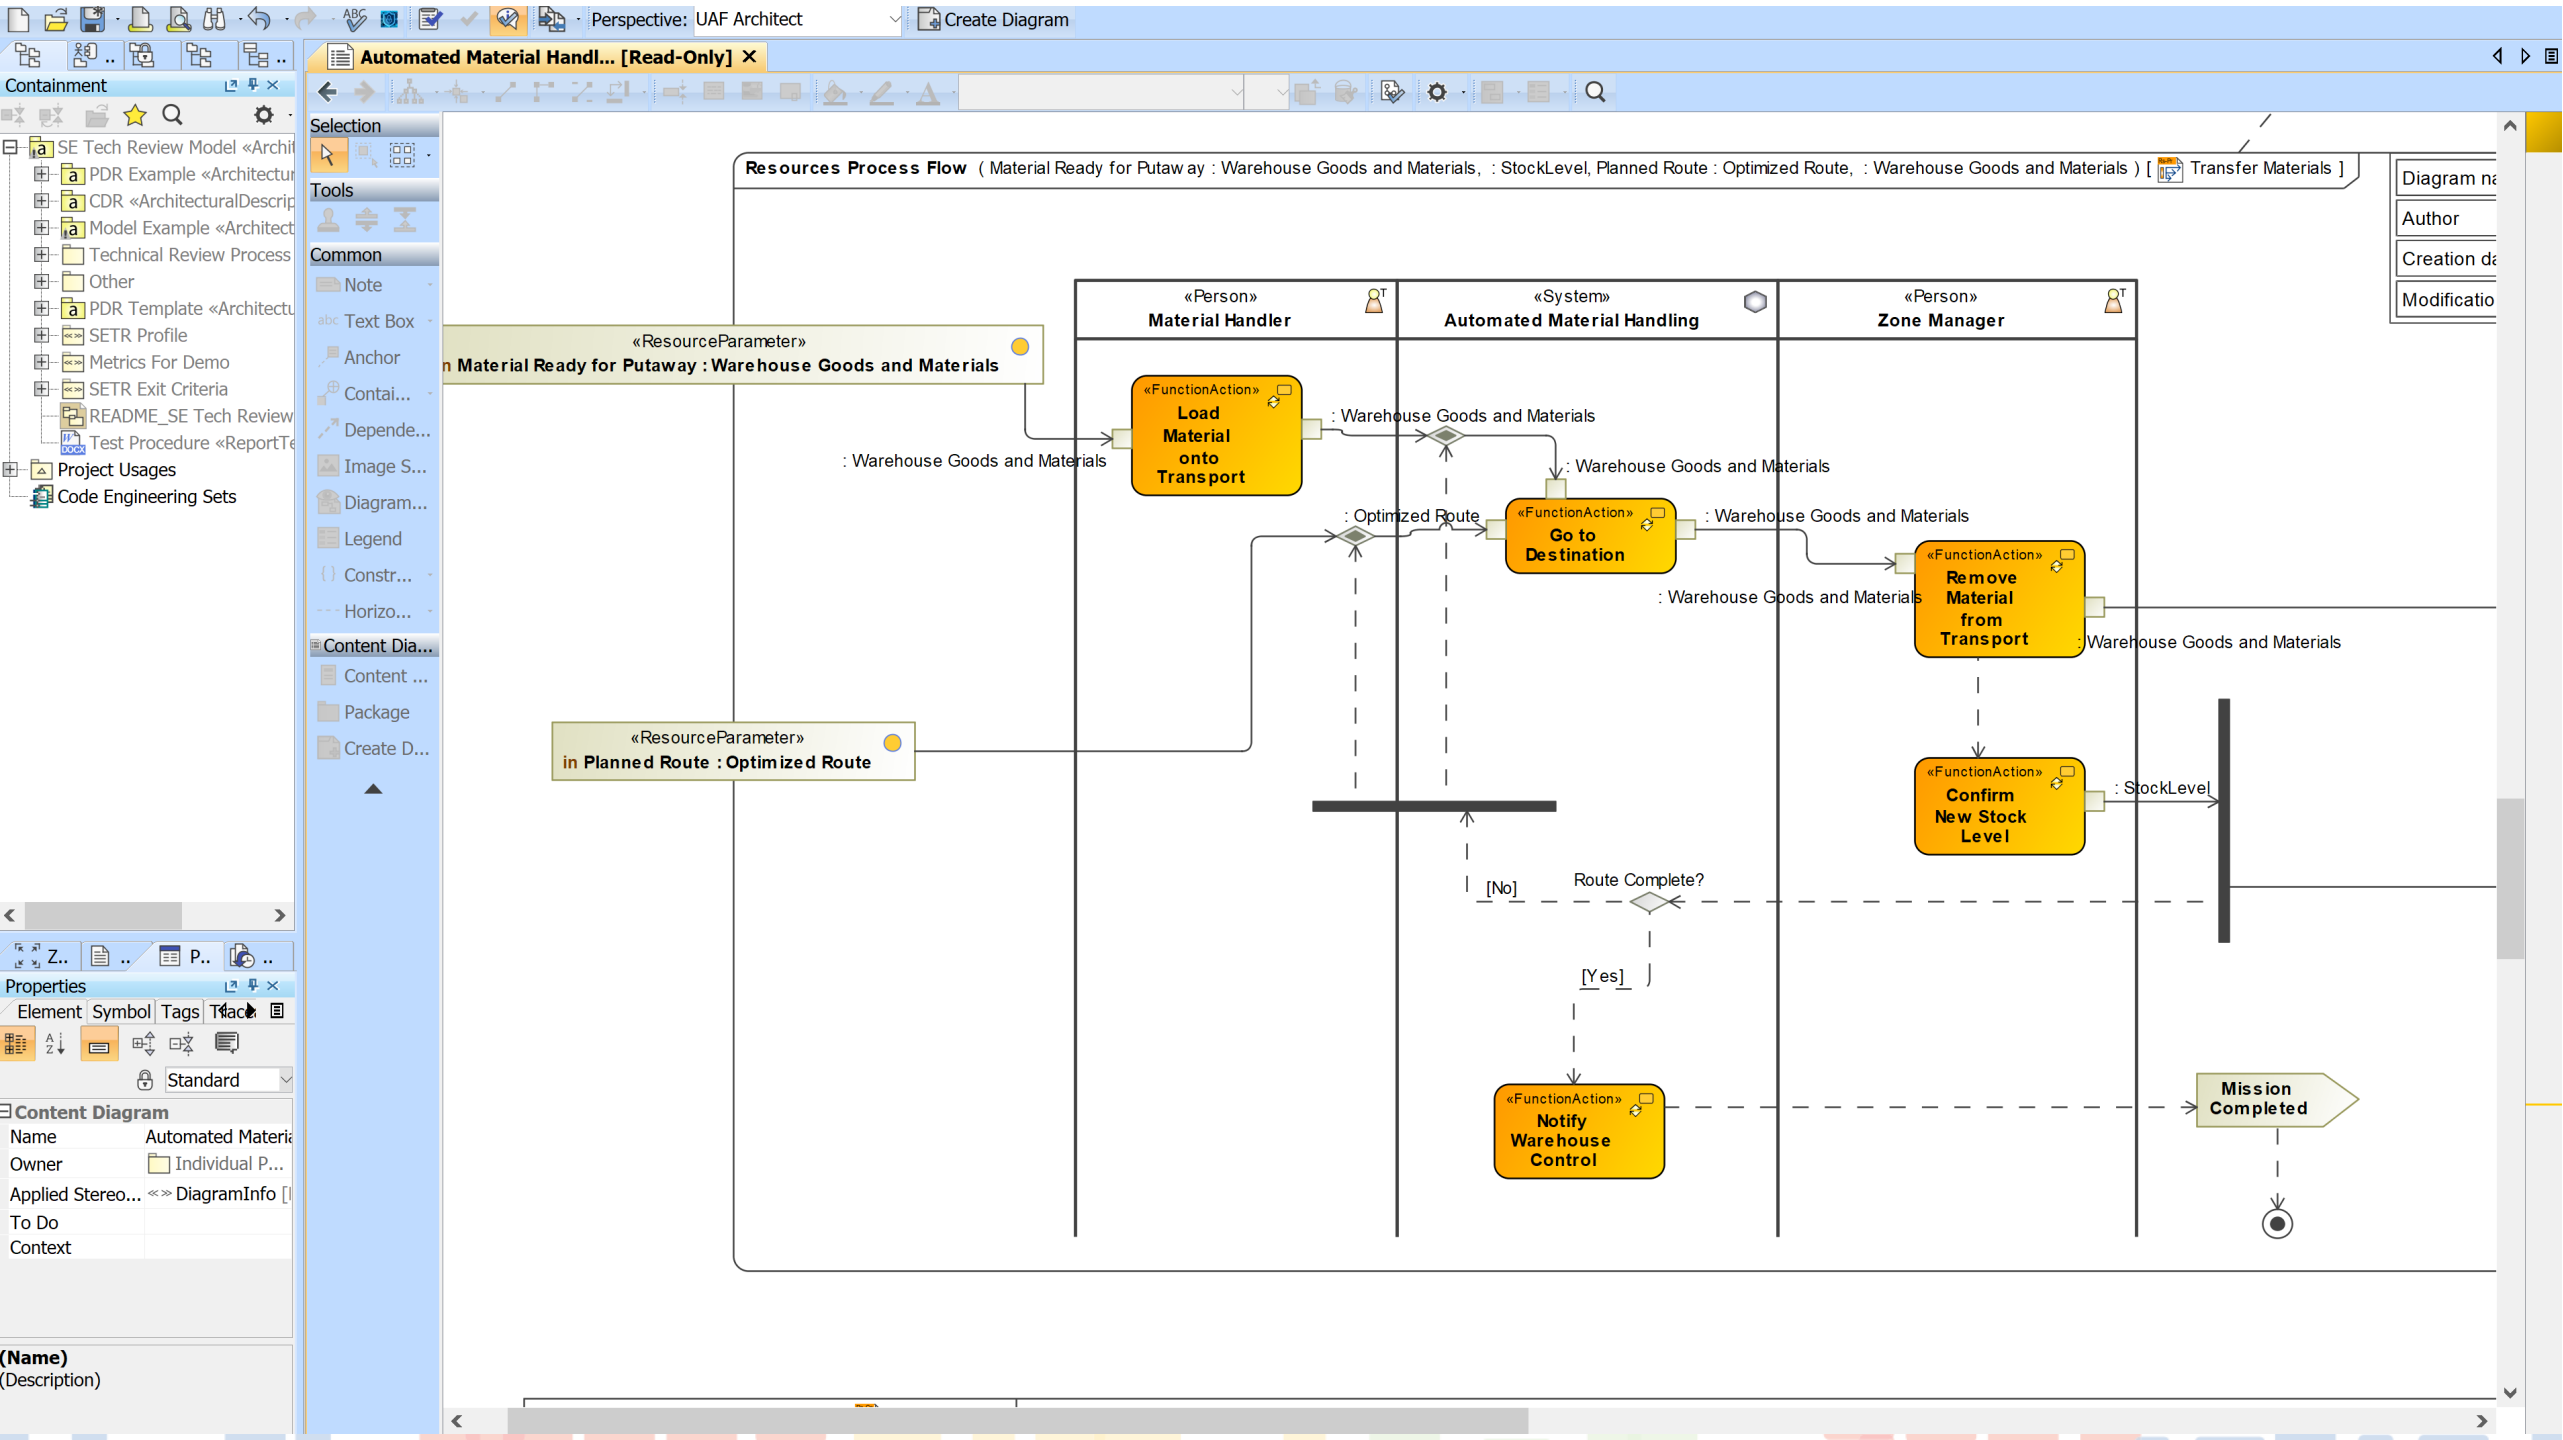 Perspective: UAF Architect Create Diagram
Automated Material Handl... [Read-Only]
Containment
SE Tech Review Model «Archit
PDR Example «Architectur
CDR «ArchitecturalDescrip
Model Example «Architect
Technical Review Process
Other
PDR Template «Architectu
SETR Profile
Metrics For Demo
SETR Exit Criteria
README_SE Tech Review
Test Procedure «ReportTe
Project Usages
Code Engineering Sets
Z.. .. P.. ..
Properties
Element Symbol Tags
Standard
Content Diagram
Name Automated Materia
Owner Individual P...
Applied Stereo... «» DiagramInfo [
To Do
Context
(Name)
(Description)
Selection
Tools
Common
Note
abc Text Box
Anchor
Contai...
Depende...
Image S...
Diagram...
Legend
Constr...
Horizo...
Content Dia...
Content ...
Package
Create D...
Resources Process Flow ( Material Ready for Putaway : Warehouse Goods and Materials, : StockLevel, Planned Route : Optimized Route, : Warehouse Goods and Materials ) [ Transfer Materials ]
Diagram na
Author
Creation da
Modificatio
«Person»
Material Handler
«System»
Automated Material Handling
«Person»
Zone Manager
«ResourceParameter»
n Material Ready for Putaway : Warehouse Goods and Materials
«FunctionAction»
Load
Material
onto
Transport
: Warehouse Goods and Materials
: Warehouse Goods and Materials
: Warehouse Goods and Materials
: Optimized Route
«FunctionAction»
Go to
Destination
: Warehouse Goods and Materials
: Warehouse Goods and Materials
«FunctionAction»
Remove
Material
from
Transport
: Warehouse Goods and Materials
«ResourceParameter»
in Planned Route : Optimized Route
«FunctionAction»
Confirm
New Stock
Level
: StockLevel
Route Complete?
[No]
[Yes]
«FunctionAction»
Notify
Warehouse
Control
Mission
Completed